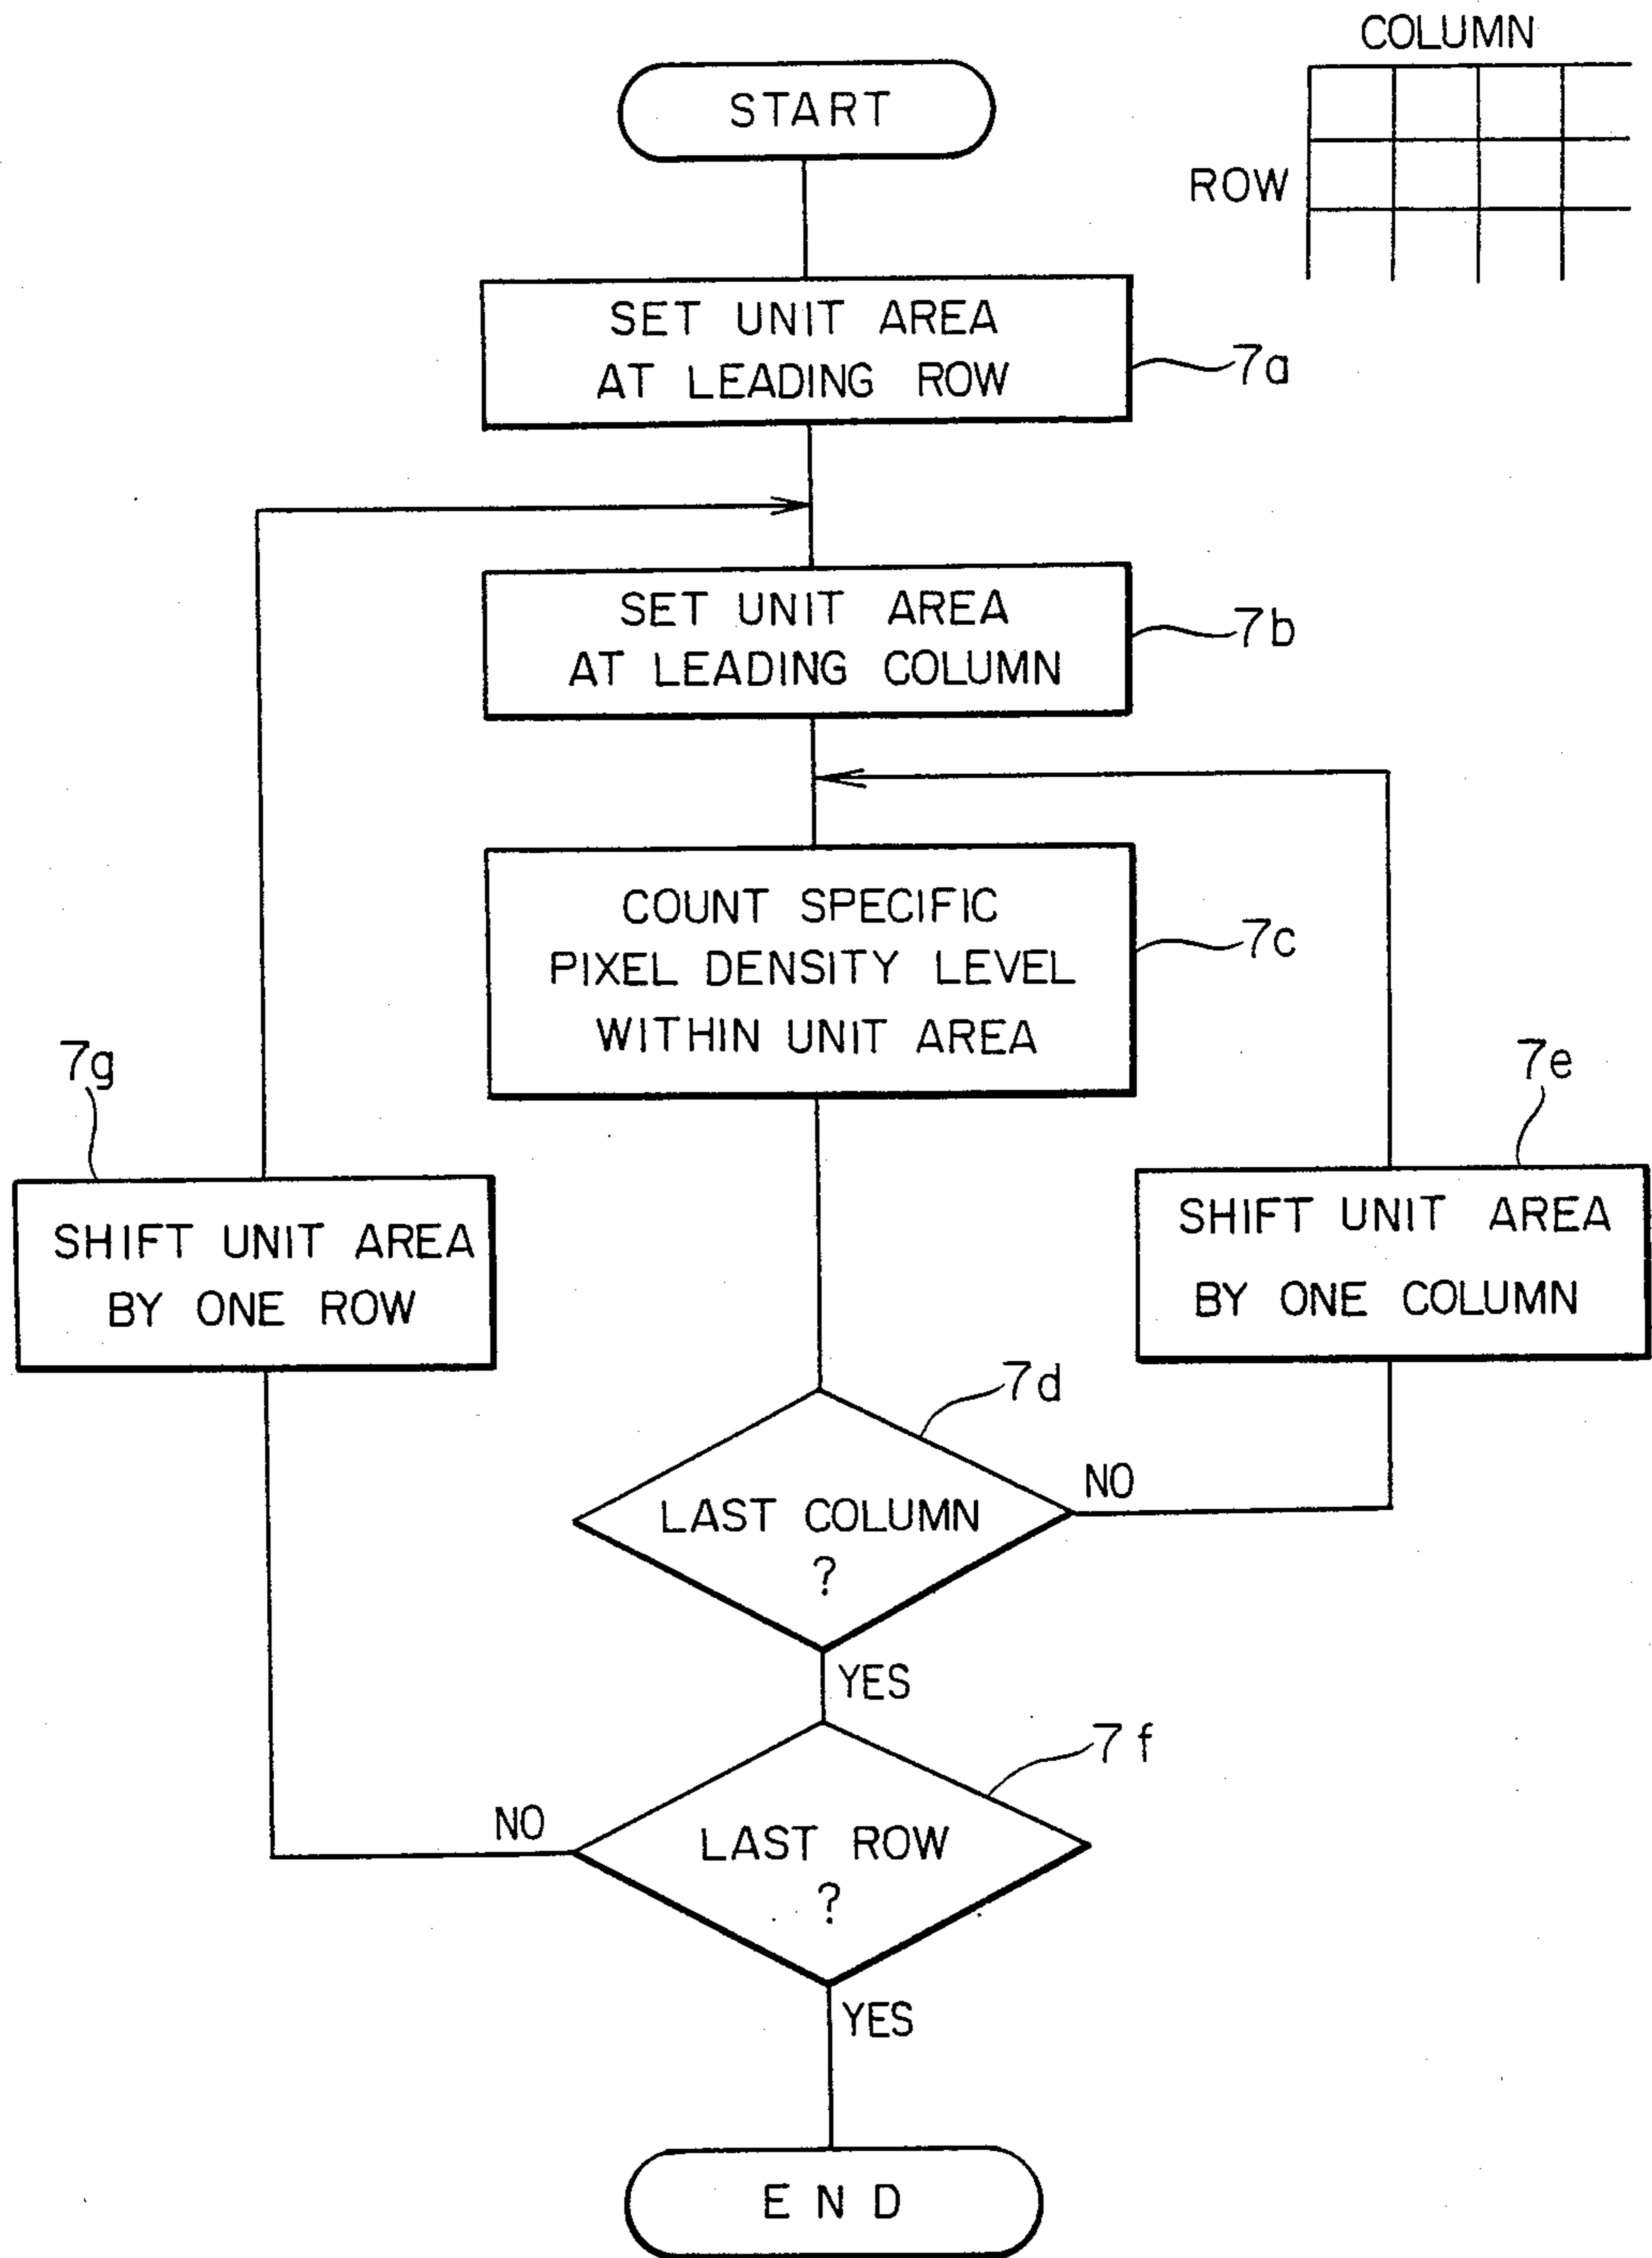 COLUMN
START
ROW
SET UNIT AREA
AT LEADING ROW
7a
SET UNIT AREA
AT LEADING COLUMN
7b
COUNT SPECIFIC
PIXEL DENSITY LEVEL
WITHIN UNIT AREA
7c
7g
SHIFT UNIT AREA
BY ONE ROW
7e
SHIFT UNIT AREA
BY ONE COLUMN
7d
LAST COLUMN
?
NO
YES
7f
LAST ROW
?
NO
YES
END